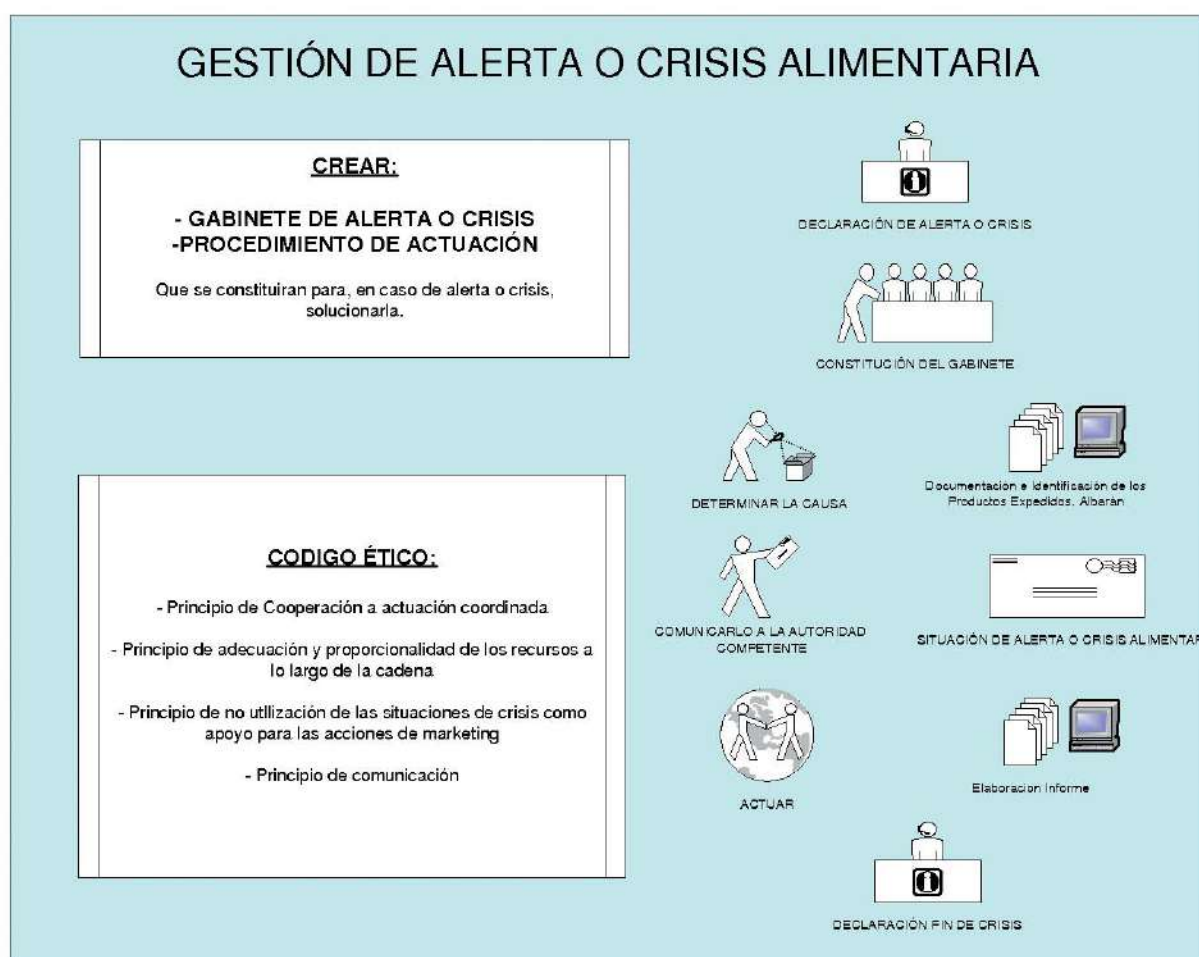 GESTIÓN DE ALERTA O CRISIS ALIMENTARIA
CREAR:
- GABINETE DE ALERTA O CRISIS
-PROCEDIMIENTO DE ACTUACIÓN
Que se constituiran para, en caso de alerta o crisis,
solucionarla.
CODIGO ÉTICO:
- Principio de Cooperación a actuación coordinada
- Principio de adecuación y proporcionalidad de los recursos a
lo largo de la cadena
- Principio de no utilización de las situaciones de crisis como
apoyo para las acciones de marketing
- Principio de comunicación
DECLARACIÓN DE ALERTA O CRISIS
CONSTITUCIÓN DEL GABINETE
DETERMINAR LA CAUSA
Documentación e Identificación de los
Productos Expedidos. Albarán
COMUNICARLO A LA AUTORIDAD
COMPETENTE
SITUACIÓN DE ALERTA O CRISIS ALIMENTAR
ACTUAR
Elaboracion Informe
DECLARACIÓN FIN DE CRISIS